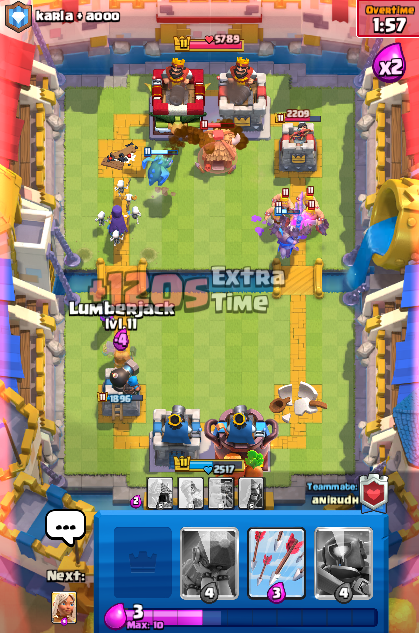 karla + aooo
Overtime
1:57
5789
x2
2209
+120s Extra
Time
Lumberjack
lvl 11
4
1896
2517
Teammate:
anirudh
2
...
4
3
4
Next:
3
Max: 10